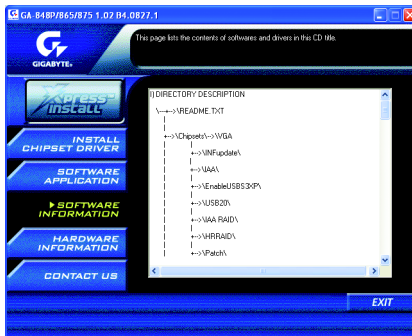 GA-848P/865/875 1.02 B4.0827.1
GIGABYTE
This page lists the contents of softwares and drivers in this CD title.
Xpress
Install
INSTALL
CHIPSET DRIVER
SOFTWARE
APPLICATION
SOFTWARE
INFORMATION
HARDWARE
INFORMATION
CONTACT US
I)DIRECTORY DESCRIPTION
\---+-->\README.TXT
|
+-->\Chipsets\-->VGA
| |
| +-->\INFupdate\
| |
| +-->\IAA\
| |
| +-->\EnableUSBS3XP\
| |
| +-->\USB20\
| |
| +-->\IAA RAID\
| |
| +-->\HRRAID\
| |
| +-->\Patch\
EXIT